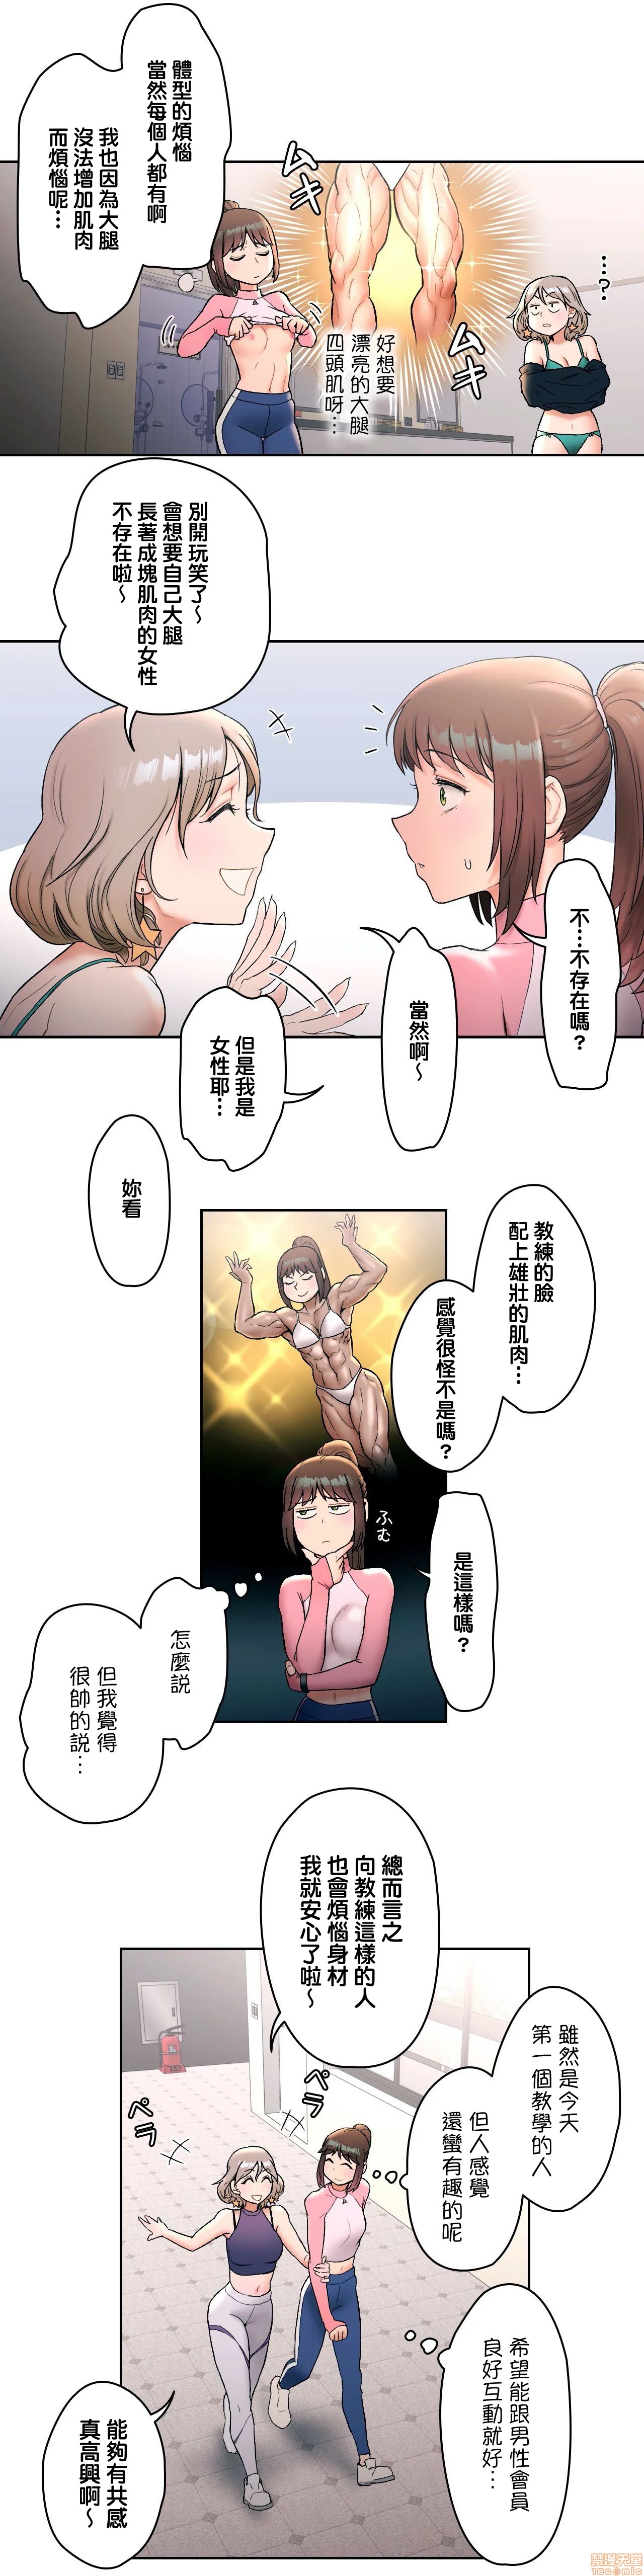 體型的煩惱
當然每個人都有啊
我也因為大腿
沒法增加肌肉
而煩惱呢…
ムキ
…?
好想要
漂亮的大腿
四頭肌呀…
ムキ
別開玩笑了～
會想要自己大腿
長著成塊肌肉的女性
不存在啦～
不…不存在嗎?
當然啊～
但是我是
女性耶…
妳看
教練的臉
配上雄壯的肌肉…
感覺很怪不是嗎?
ふむ
是這樣嗎?
怎麼說
但我覺得
很帥的說…
總而言之
向教練這樣的人
也會煩惱身材
我就安心了啦～
雖然是今天
第一個教學的人
但人感覺
還蠻有趣的呢
ペラ
ペラ
希望能跟男性會員
良好互動就好…
能夠有共感
真高興啊～
禁漫天堂